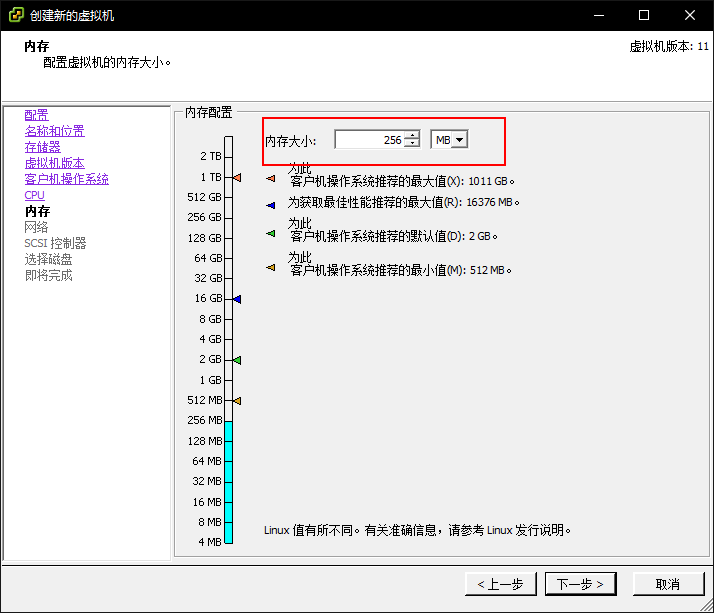 创建新的虚拟机
内存
配置虚拟机的内存大小。
虚拟机版本: 11
配置
名称和位置
存储器
虚拟机版本
客户机操作系统
CPU
内存
网络
SCSI 控制器
选择磁盘
即将完成
内存配置
内存大小: 256 MB
2 TB
1 TB
512 GB
256 GB
128 GB
64 GB
32 GB
16 GB
8 GB
4 GB
2 GB
1 GB
512 MB
256 MB
128 MB
64 MB
32 MB
16 MB
8 MB
4 MB
为此
客户机操作系统推荐的最大值(X): 1011 GB。
为获取最佳性能推荐的最大值(R): 16376 MB。
为此
客户机操作系统推荐的默认值(D): 2 GB。
为此
客户机操作系统推荐的最小值(M): 512 MB。
Linux 值有所不同。有关准确信息，请参考 Linux 发行说明。
< 上一步 下一步 > 取消